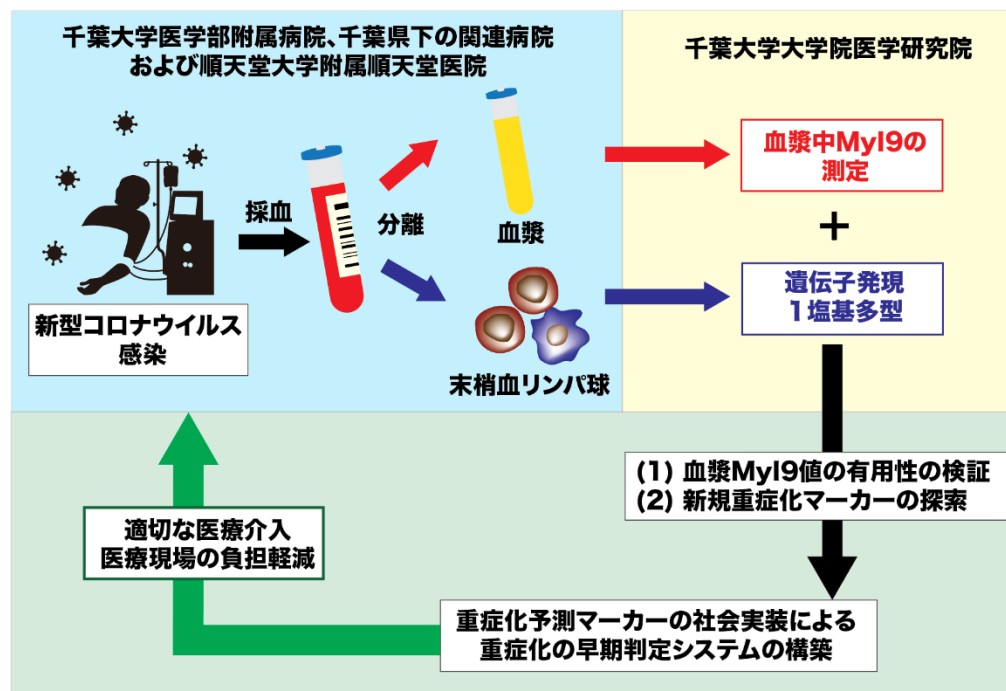 千葉大学医学部附属病院、千葉県下の関連病院
および順天堂大学附属順天堂医院
千葉大学大学院医学研究院
採血
分離
血漿
末梢血リンパ球
新型コロナウイルス
感染
血漿中Myl9の
測定
+
遺伝子発現
1塩基多型
(1) 血漿Myl9値の有用性の検証
(2) 新規重症化マーカーの探索
適切な医療介入
医療現場の負担軽減
重症化予測マーカーの社会実装による
重症化の早期判定システムの構築